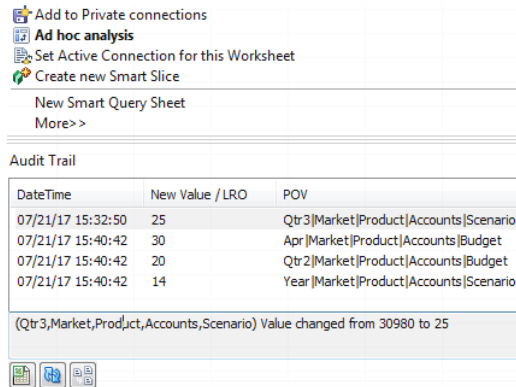 Add to Private connections
Ad hoc analysis
Set Active Connection for this Worksheet
Create new Smart Slice
New Smart Query Sheet
More>>
Audit Trail
DateTime New Value / LRO POV
07/21/17 15:32:50 25 Qtr3|Market|Product|Accounts|Scenario
07/21/17 15:40:42 30 Apr|Market|Product|Accounts|Budget
07/21/17 15:40:42 20 Qtr2|Market|Product|Accounts|Budget
07/21/17 15:40:42 14 Year|Market|Product|Accounts|Scenario
(Qtr3,Market,Product,Accounts,Scenario) Value changed from 30980 to 25